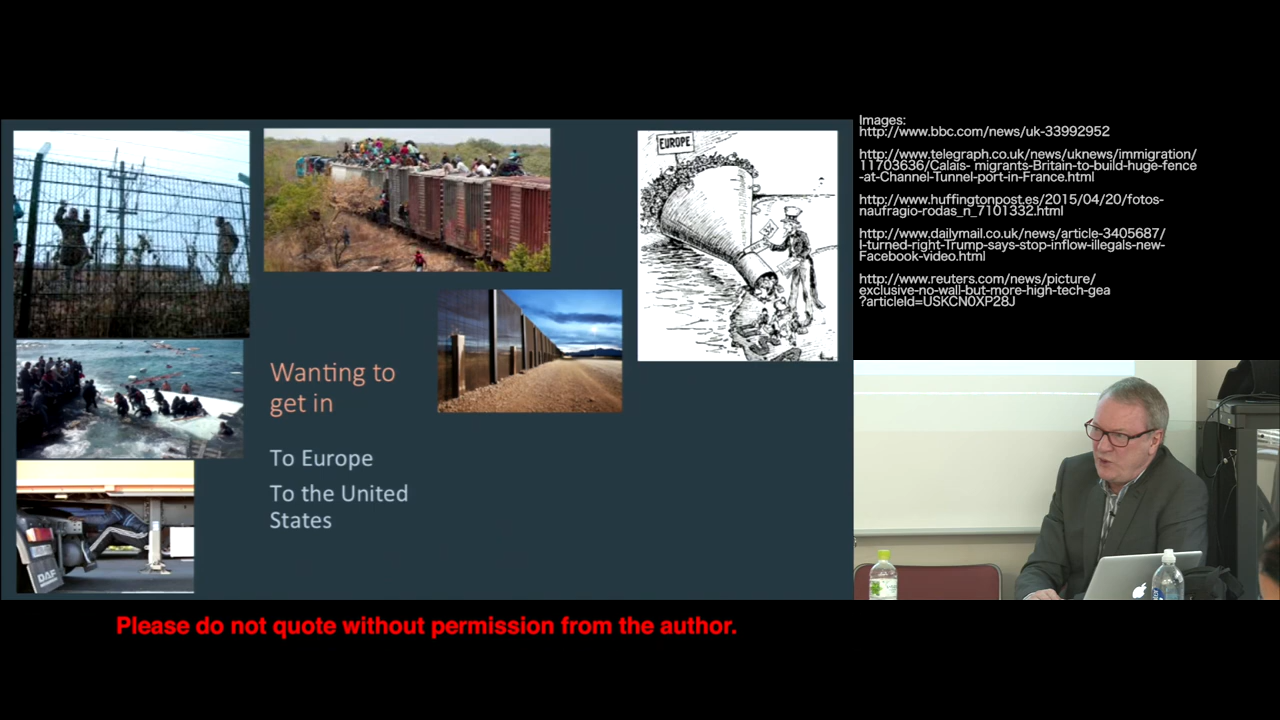 EUROPE
3%
Wanting to
get in
To Europe
To the United
States
DAF
Images:
http://www.bbc.com/news/uk-33992952
http://www.telegraph.co.uk/news/uknews/immigration/
11703636/Calais- migrants-Britain-to-build-huge-fence
-at-Channel-Tunnel-port-in-France.html
http://www.huffingtonpost.es/2015/04/20/fotos-
naufragio-rodas_n_7101332.html
http://www.dailymail.co.uk/news/article-3405687/
I-turned-right-Trump-says-stop-inflow-illegals-new-
Facebook-video.html
http://www.reuters.com/news/picture/
exclusive-no-wall-but-more-high-tech-gea
?articleId=USKCN0XP28J
Please do not quote without permission from the author.